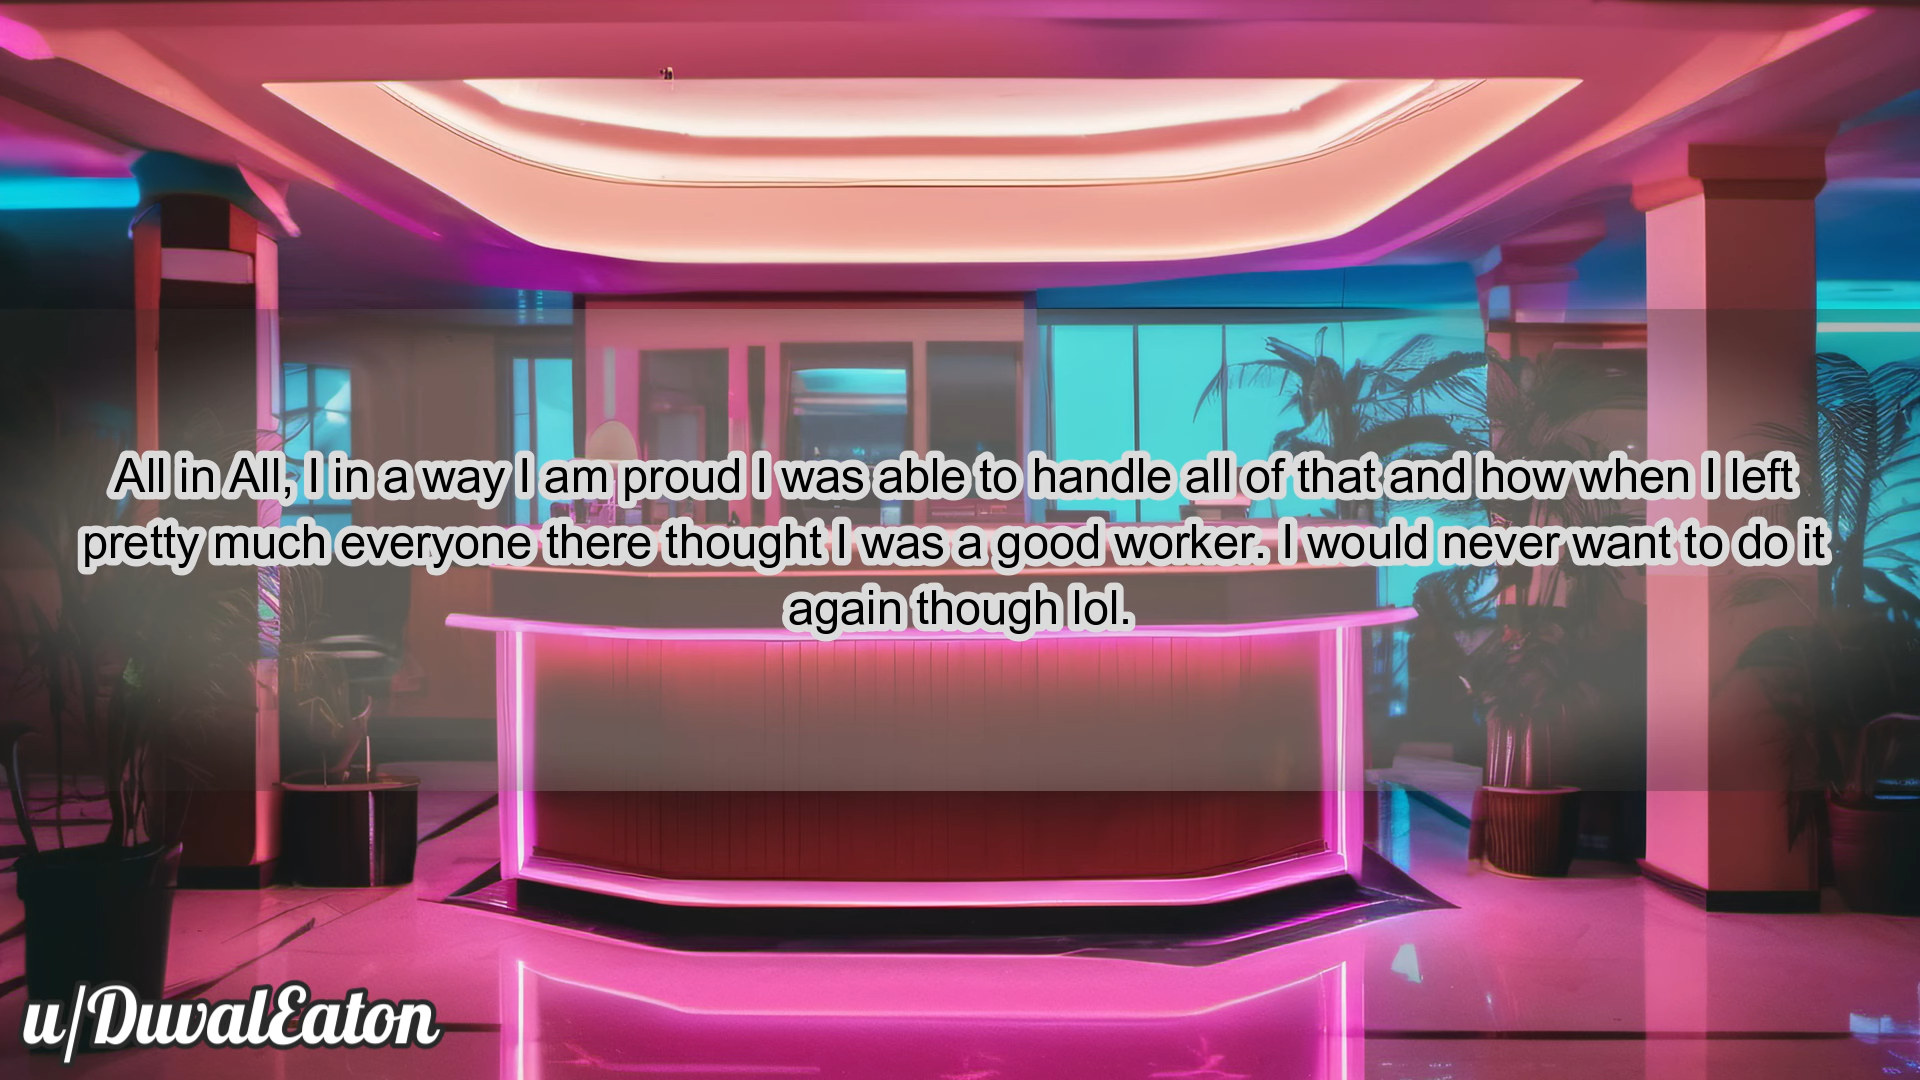 All in All, I in a way I am proud I was able to handle all of that and how when I left
pretty much everyone there thought I was a good worker. I would never want to do it
again though lol.
u/DuvalEaton